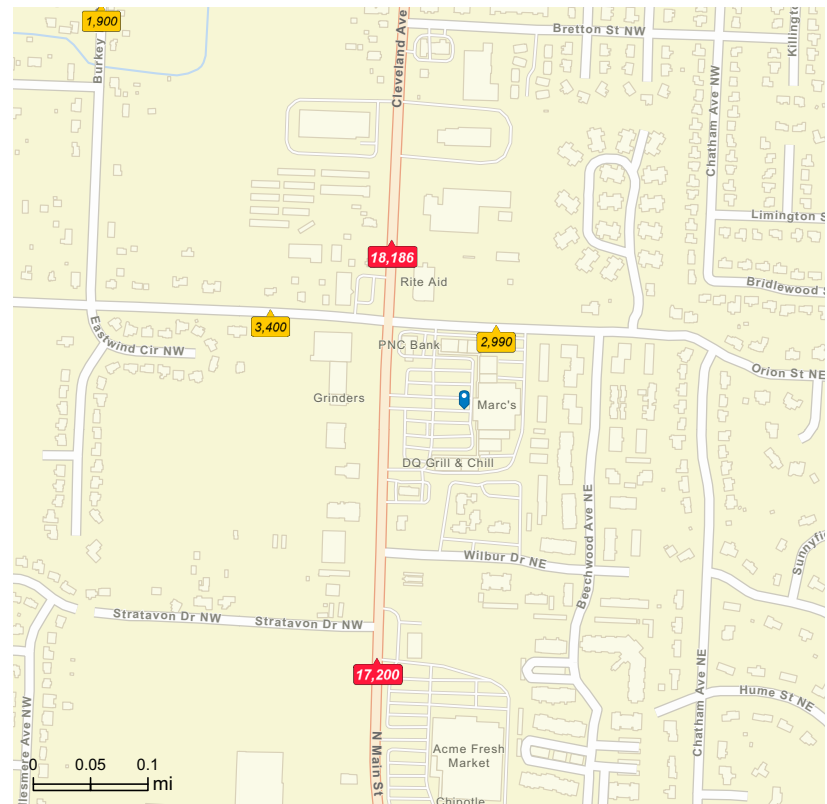 1,900
Burkey
Cleveland Ave
Bretton St NW
Killington
Chatham Ave NW
Limington S
18,186
Rite Aid
Bridlewood S
3,400
2,990
Eastwind Cir NW
PNC Bank
Orion St NE
Grinders
Marc's
DQ Grill & Chill
Wilbur Dr NE
Beechwood Ave NE
Sunnyfi
Stratavon Dr NW
Stratavon Dr NW
17,200
Chatham Ave NE
Hume St NE
llesmere Ave NW
N Main St
Acme Fresh
Market
0 0.05 0.1
mi
Chipotle